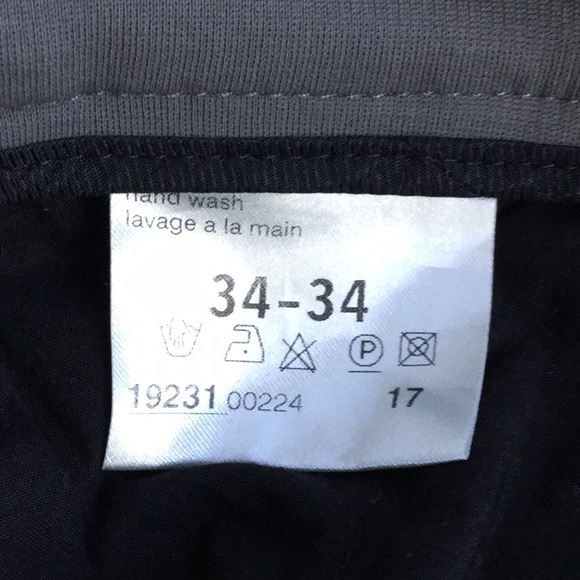 hand wash
lavage a la main
34-34
P
19231 00224 17